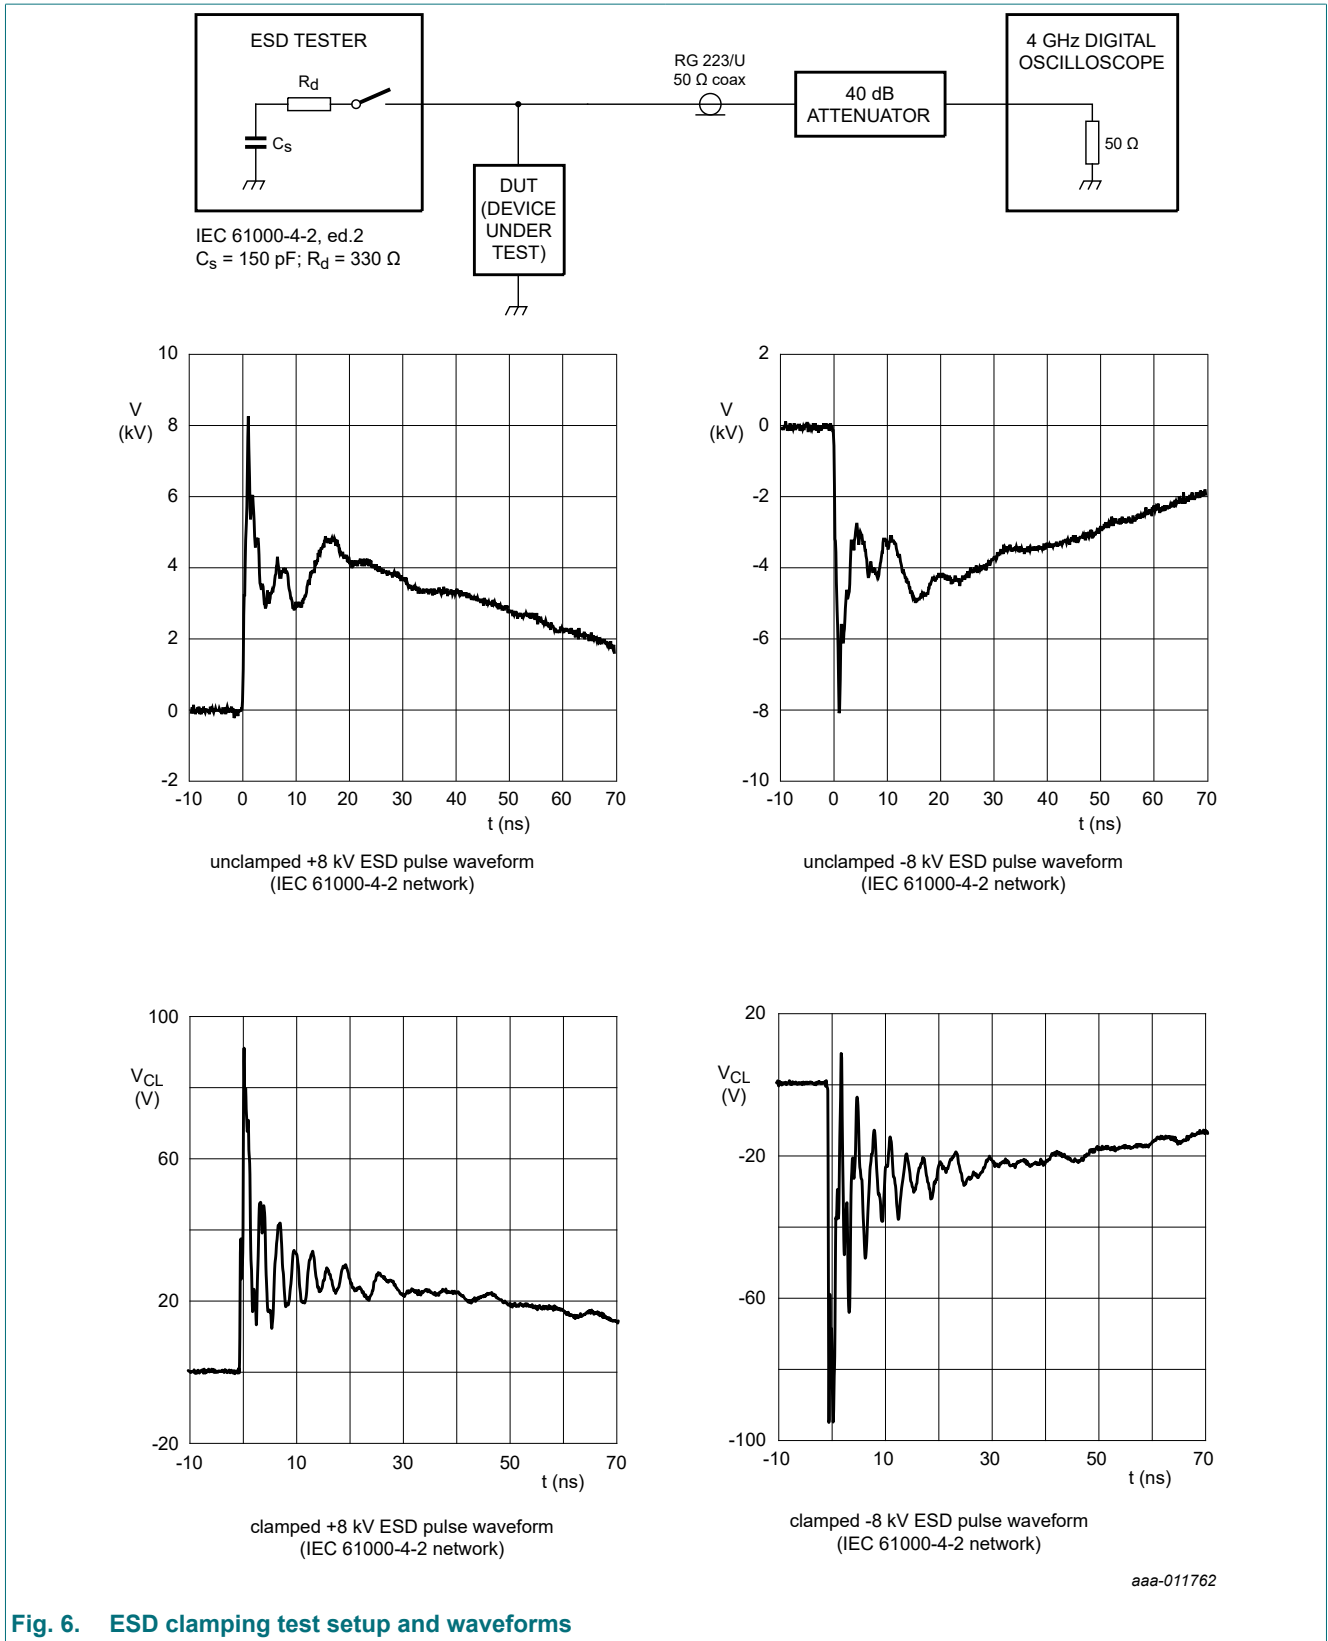 ESD TESTER
Rd
Cs
IEC 61000-4-2, ed.2
Cs = 150 pF; Rd = 330 Ω
DUT
(DEVICE
UNDER
TEST)
RG 223/U
50 Ω coax
40 dB
ATTENUATOR
4 GHz DIGITAL
OSCILLOSCOPE
50 Ω
10
8
6
4
2
0
-2
V
(kV)
-10 0 10 20 30 40 50 60 70
t (ns)
unclamped +8 kV ESD pulse waveform
(IEC 61000-4-2 network)
2
0
-2
-4
-6
-8
-10
V
(kV)
-10 0 10 20 30 40 50 60 70
t (ns)
unclamped -8 kV ESD pulse waveform
(IEC 61000-4-2 network)
100
60
20
-20
VCL
(V)
-10 10 30 50 70
t (ns)
clamped +8 kV ESD pulse waveform
(IEC 61000-4-2 network)
20
-20
-60
-100
VCL
(V)
-10 10 30 50 70
t (ns)
clamped -8 kV ESD pulse waveform
(IEC 61000-4-2 network)
aaa-011762
Fig. 6. ESD clamping test setup and waveforms